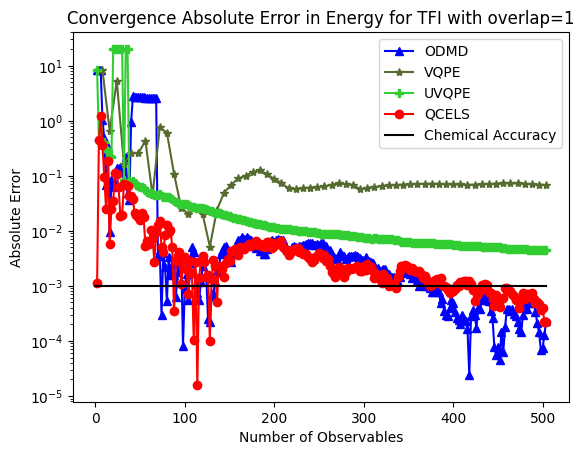 Convergence Absolute Error in Energy for TFI with overlap=1
ODMD
VQPE
UVQPE
QCELS
Chemical Accuracy
Absolute Error
10¹
10⁰
10⁻¹
10⁻²
10⁻³
10⁻⁴
10⁻⁵
0 100 200 300 400 500
Number of Observables